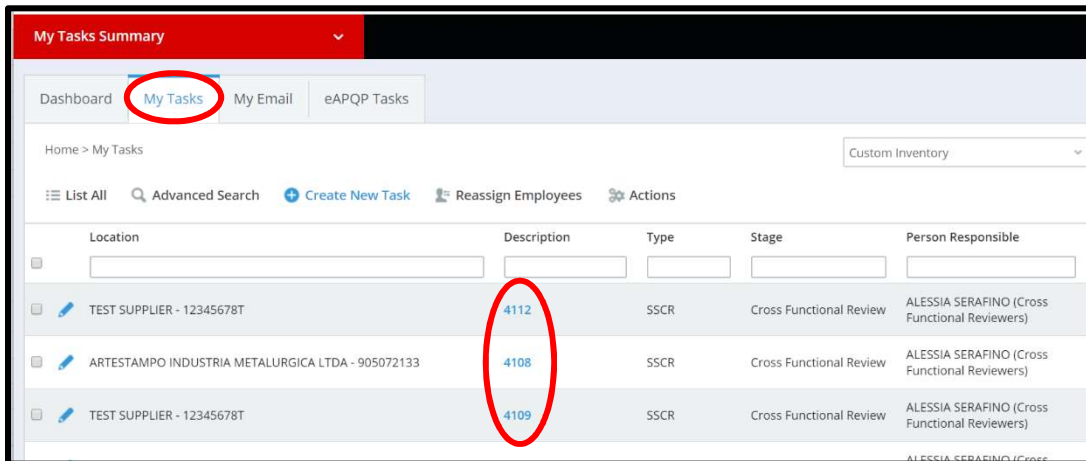 My Tasks Summary
Dashboard My Tasks My Email eAPQP Tasks
Home > My Tasks Custom Inventory
List All Advanced Search Create New Task Reassign Employees Actions
Location Description Type Stage Person Responsible
TEST SUPPLIER - 12345678T 4112 SSCR Cross Functional Review ALESSIA SERAFINO (Cross
Functional Reviewers)
ARTESTAMPO INDUSTRIA METALURGICA LTDA - 905072133 4108 SSCR Cross Functional Review ALESSIA SERAFINO (Cross
Functional Reviewers)
TEST SUPPLIER - 12345678T 4109 SSCR Cross Functional Review ALESSIA SERAFINO (Cross
Functional Reviewers)
ALESSIA SERAFINO (Cross